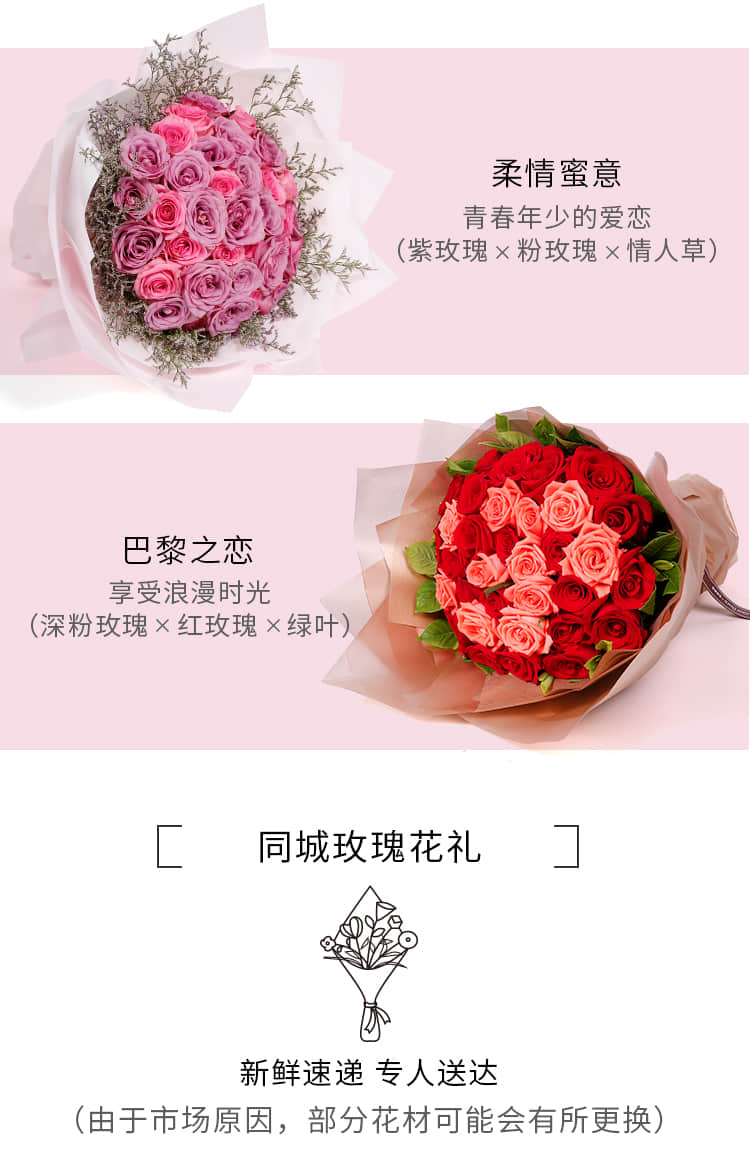 柔情蜜意
青春年少的爱恋
（紫玫瑰×粉玫瑰×情人草）
巴黎之恋
享受浪漫时光
（深粉玫瑰×红玫瑰×绿叶）
同城玫瑰花礼
新鲜速递 专人送达
（由于市场原因，部分花材可能会有所更换）